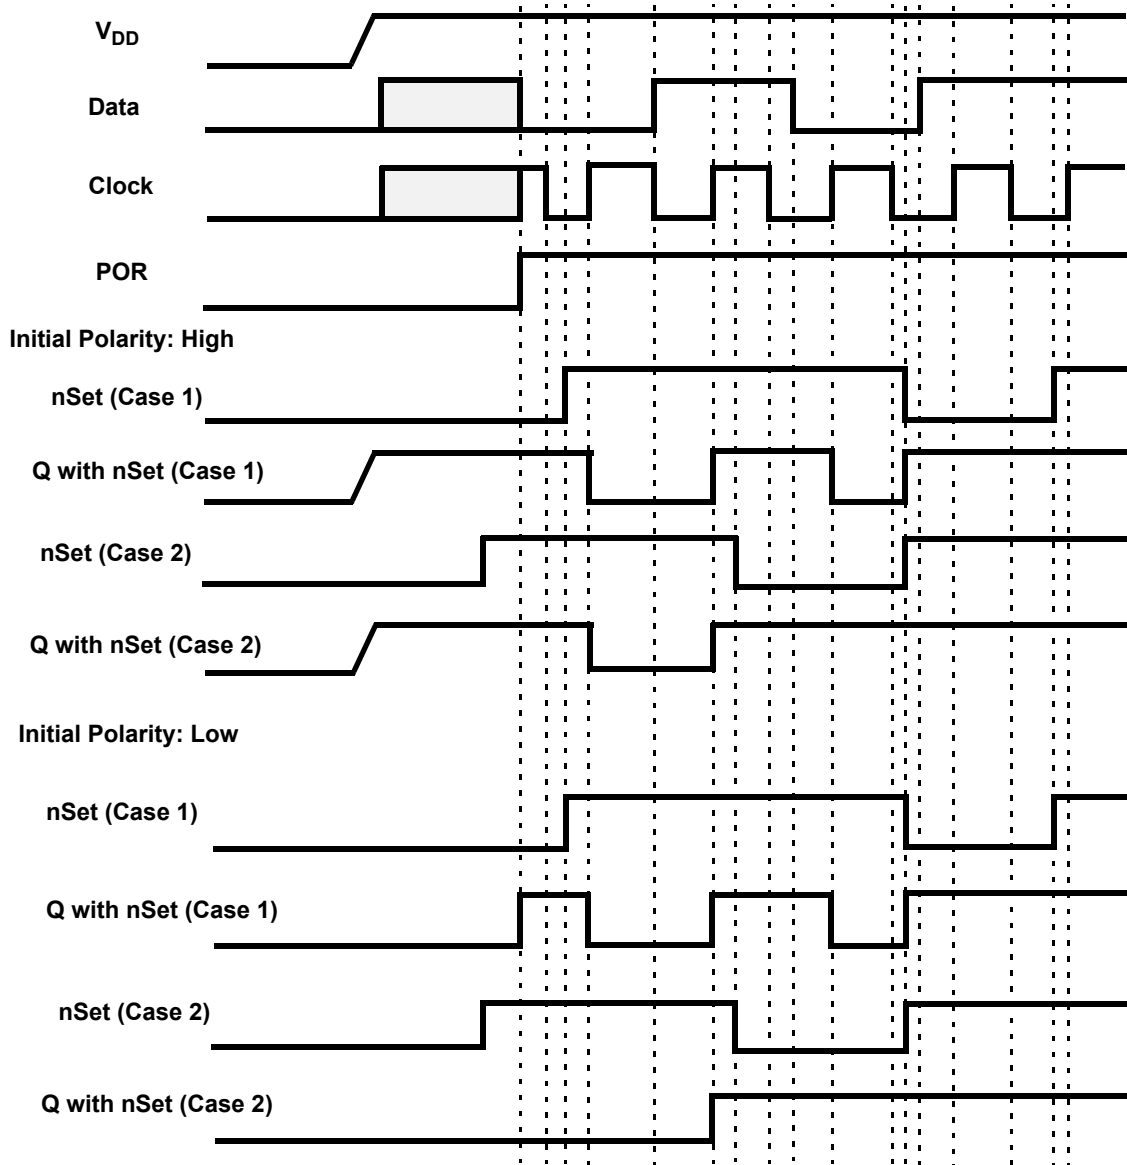 VDD
Data
Clock
POR
Initial Polarity: High
nSet (Case 1)
Q with nSet (Case 1)
nSet (Case 2)
Q with nSet (Case 2)
Initial Polarity: Low
nSet (Case 1)
Q with nSet (Case 1)
nSet (Case 2)
Q with nSet (Case 2)